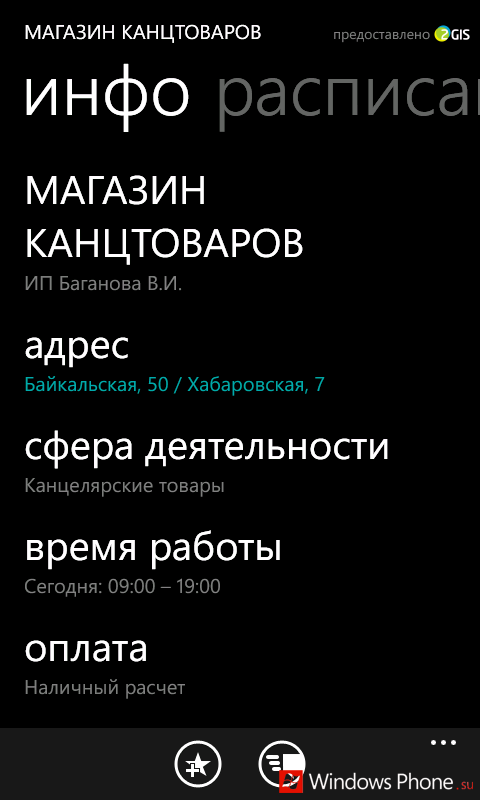 МАГАЗИН КАНЦТОВАРОВ
предоставлено 2GIS
инфо расписа
МАГАЗИН
КАНЦТОВАРОВ
ИП Баганова В.И.
адрес
Байкальская, 50 / Хабаровская, 7
сфера деятельности
Канцелярские товары
время работы
Сегодня: 09:00 – 19:00
оплата
Наличный расчет
Windows Phone.su